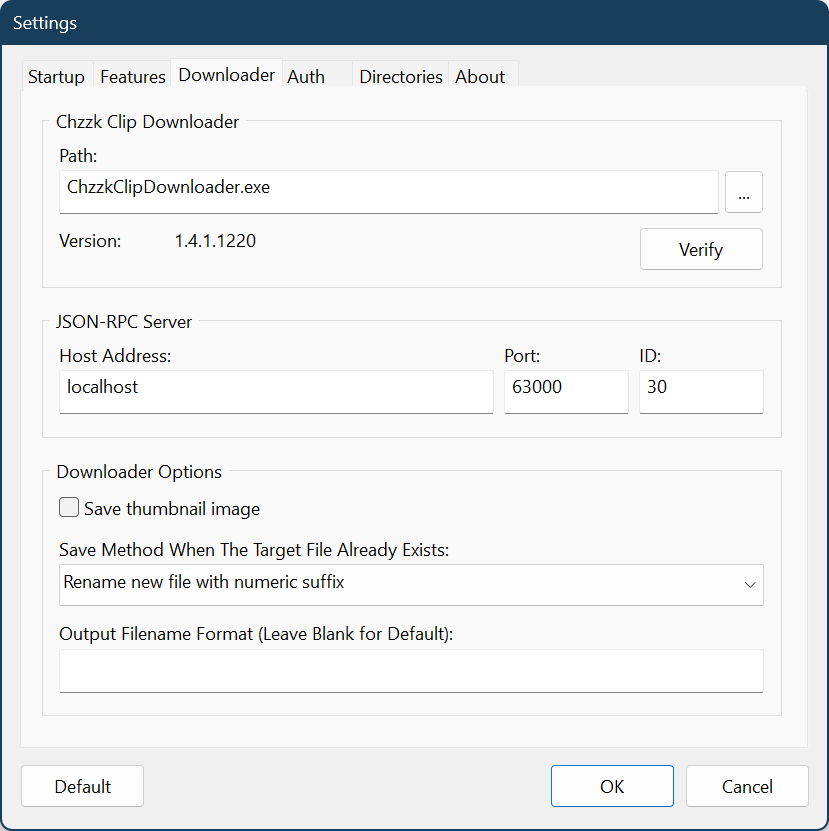 Settings
Startup Features Downloader Auth Directories About
Chzzk Clip Downloader
Path:
ChzzkClipDownloader.exe
...
Version: 1.4.1.1220
Verify
JSON-RPC Server
Host Address: Port: ID:
localhost 63000 30
Downloader Options
Save thumbnail image
Save Method When The Target File Already Exists:
Rename new file with numeric suffix
Output Filename Format (Leave Blank for Default):
Default OK Cancel